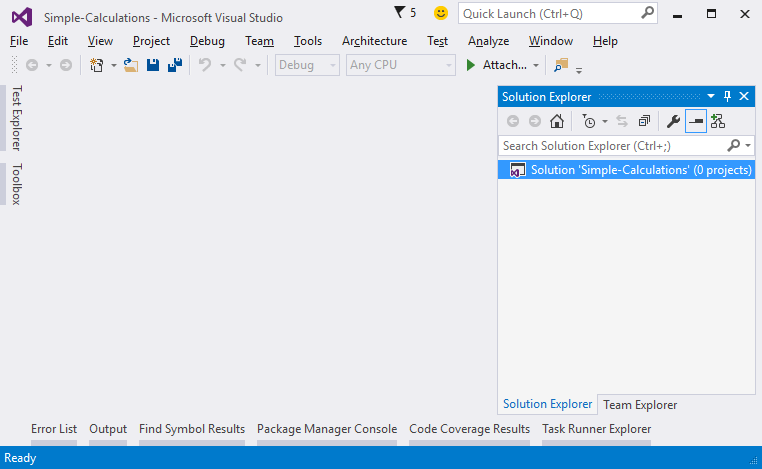 Simple-Calculations - Microsoft Visual Studio
5
Quick Launch (Ctrl+Q)
File Edit View Project Debug Team Tools Architecture Test Analyze Window Help
Debug Any CPU Attach...
Test Explorer
Toolbox
Solution Explorer
Search Solution Explorer (Ctrl+;)
Solution 'Simple-Calculations' (0 projects)
Solution Explorer Team Explorer
Error List Output Find Symbol Results Package Manager Console Code Coverage Results Task Runner Explorer
Ready